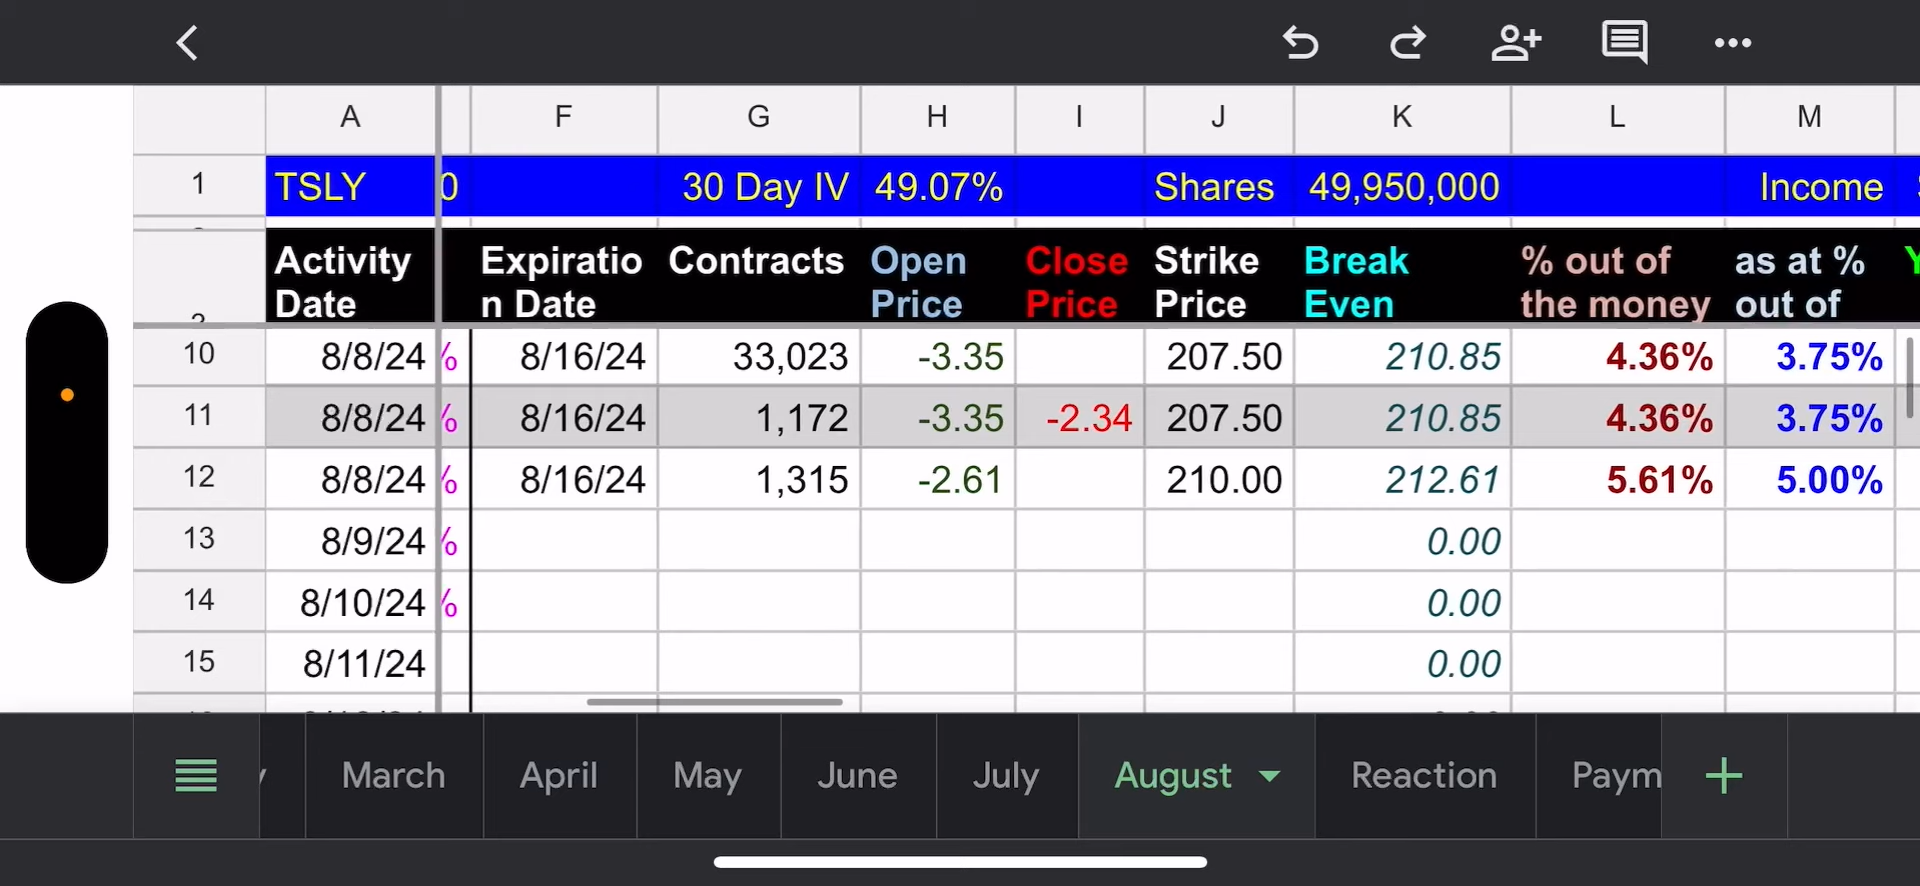 A F G H I J K L M
1 TSLY 0 30 Day IV 49.07% Shares 49,950,000 Income
Activity Expiratio Contracts Open Close Strike Break % out of as at % Y
Date n Date Price Price Price Even the money out of
10 8/8/24 % 8/16/24 33,023 -3.35 207.50 210.85 4.36% 3.75%
11 8/8/24 % 8/16/24 1,172 -3.35 -2.34 207.50 210.85 4.36% 3.75%
12 8/8/24 % 8/16/24 1,315 -2.61 210.00 212.61 5.61% 5.00%
13 8/9/24 % 0.00
14 8/10/24 % 0.00
15 8/11/24 0.00
y March April May June July August Reaction Paym